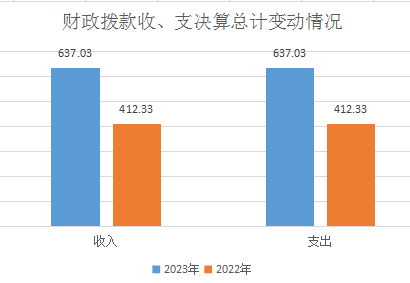 财政拨款收、支决算总计变动情况
637.03
637.03
412.33
412.33
收入
支出
2023年 2022年